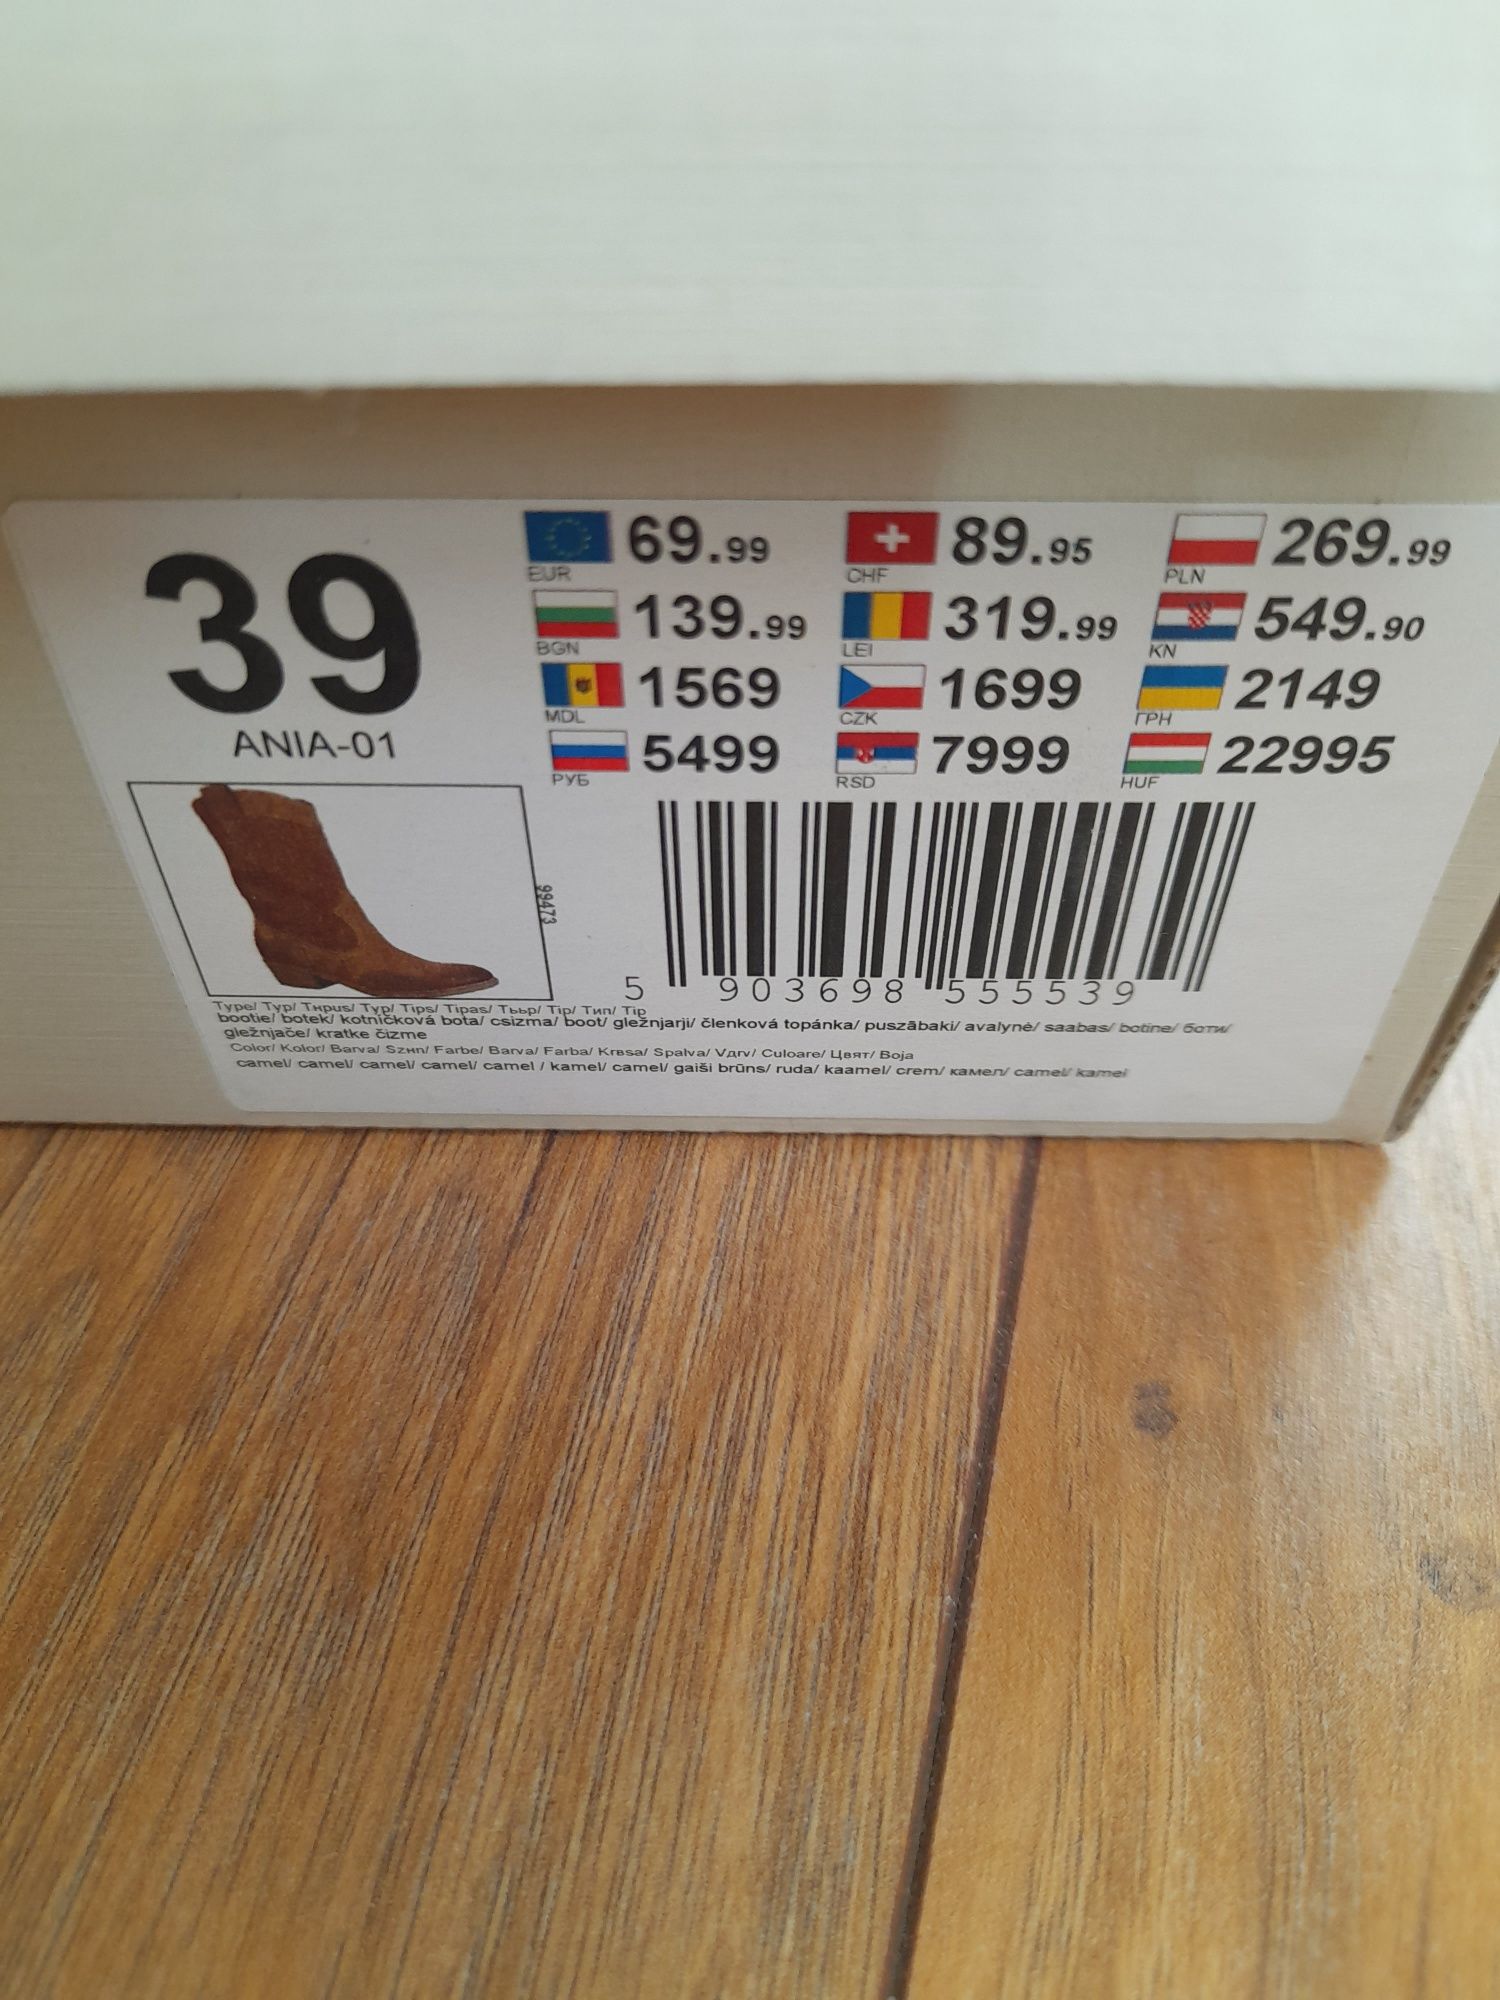 39
ANIA-01
EUR 69.99 CHF 89.95 PLN 269.99
BGN 139.99 LEI 319.99 KN 549.90
MDL 1569 CZK 1699 ГРН 2149
РУБ 5499 RSD 7999 HUF 22995
99473
5 903698 555539
Type/ Typ/ Тнрus/ Typ/ Tips/ Tipas/ Тььр/ Tip/ Тип/ Tip
bootie/ botek/ kotníčková bota/ csizma/ boot/ gležnjarji/ členková topánka/ puszābaki/ avalynė/ saabas/ botine/ боти/
gležnjače/ kratke čizme
Color/ Kolor/ Barva/ Szнп/ Farbe/ Barva/ Farba/ Krвsa/ Spalva/ Vдrv/ Culoare/ Цвят/ Boja
camel/ camel/ camel/ camel/ camel / kamel/ camel/ gaiši brūns/ ruda/ kaamel/ crem/ камел/ camel/ kamel